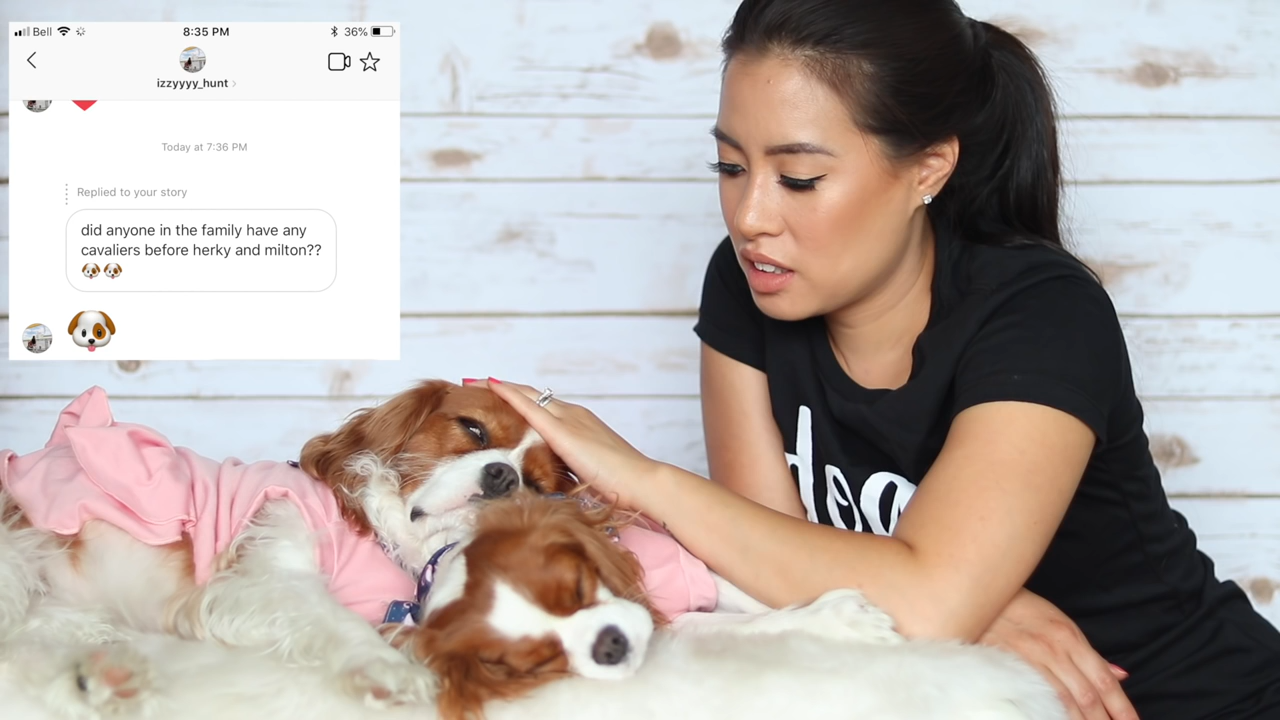 Bell 8:35 PM 36%
izzyyyy_hunt
Today at 7:36 PM
Replied to your story
did anyone in the family have any
cavaliers before herky and milton??
dog